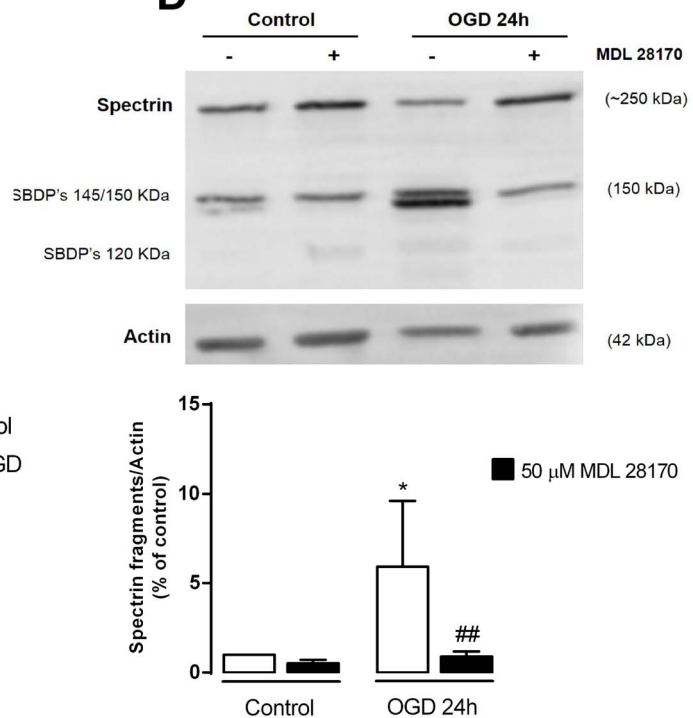 D
Control OGD 24h
- + - + MDL 28170
Spectrin (~250 kDa)
SBDP's 145/150 KDa (150 kDa)
SBDP's 120 KDa
Actin (42 kDa)
ol
GD
Spectrin fragments/Actin
(% of control)
15
10
5
0
*
##
50 μM MDL 28170
Control OGD 24h